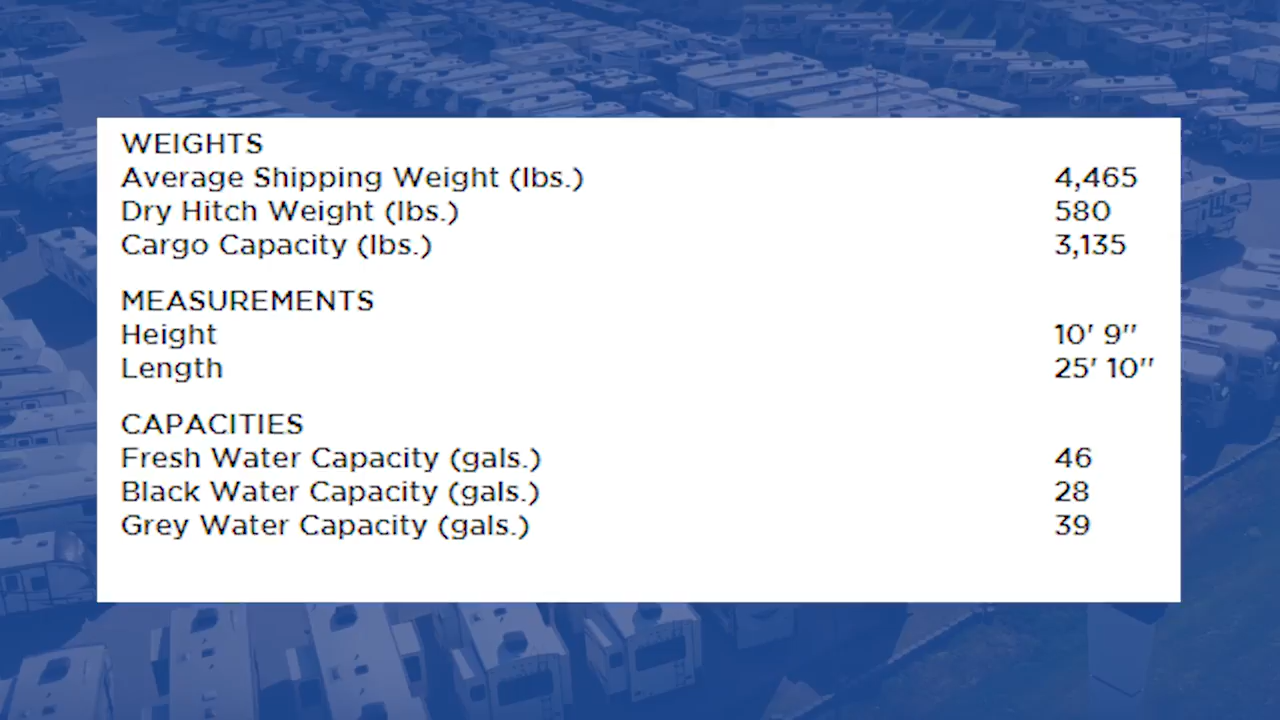 WEIGHTS
Average Shipping Weight (lbs.) 4,465
Dry Hitch Weight (lbs.) 580
Cargo Capacity (lbs.) 3,135
MEASUREMENTS
Height 10' 9"
Length 25' 10"
CAPACITIES
Fresh Water Capacity (gals.) 46
Black Water Capacity (gals.) 28
Grey Water Capacity (gals.) 39